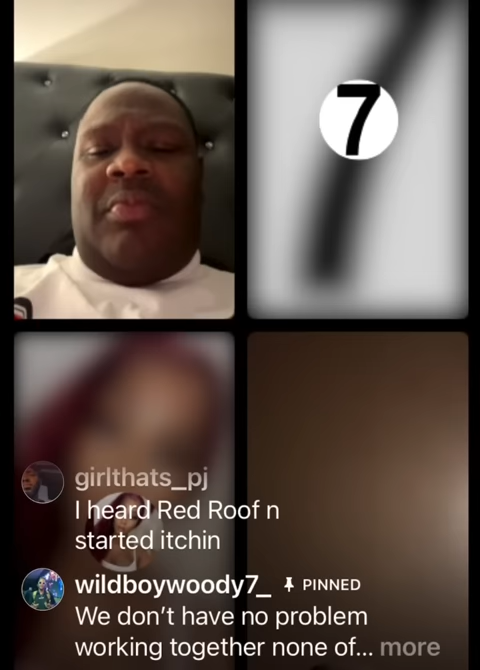 7
girlthats_pj
I heard Red Roof n
started itchin
wildboywoody7_ PINNED
We don’t have no problem
working together none of... more